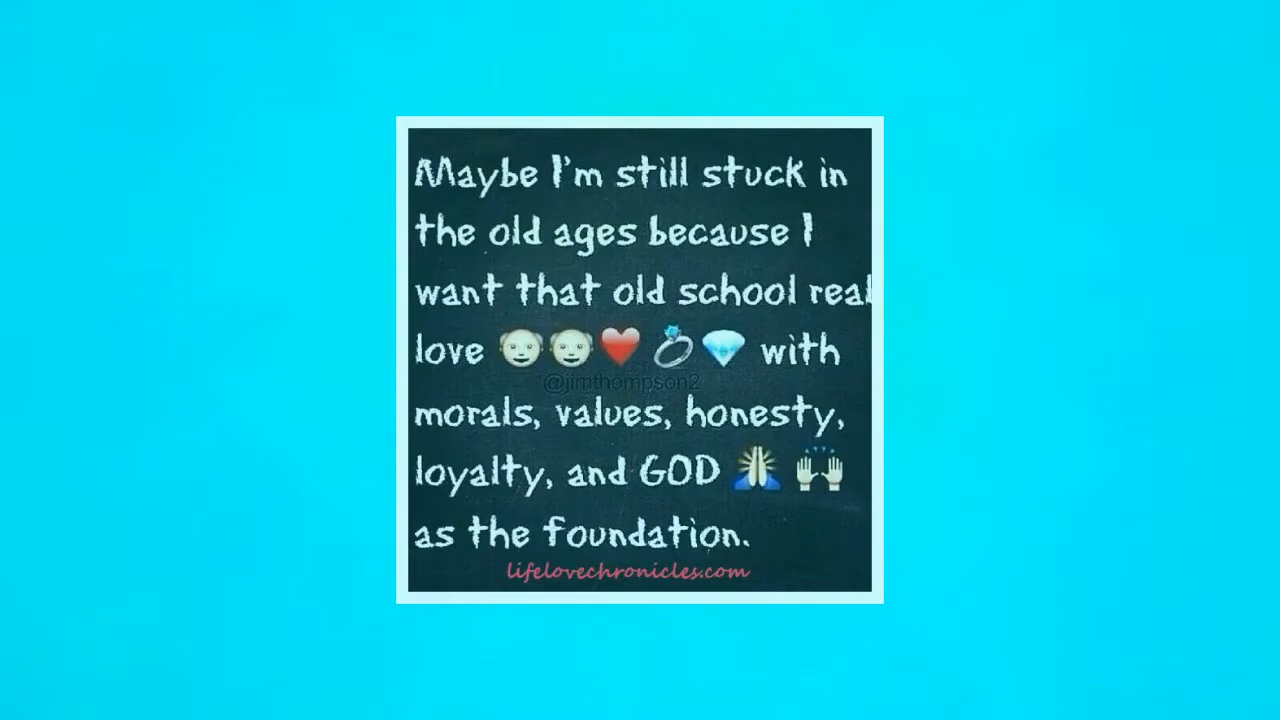 Maybe I'm still stuck in
the old ages because I
want that old school real
love 👴👴❤️ 💍💎 with
@jimthompson2
morals, values, honesty,
loyalty, and GOD 🙏 🙌
as the foundation.
lifelovechronicles.com